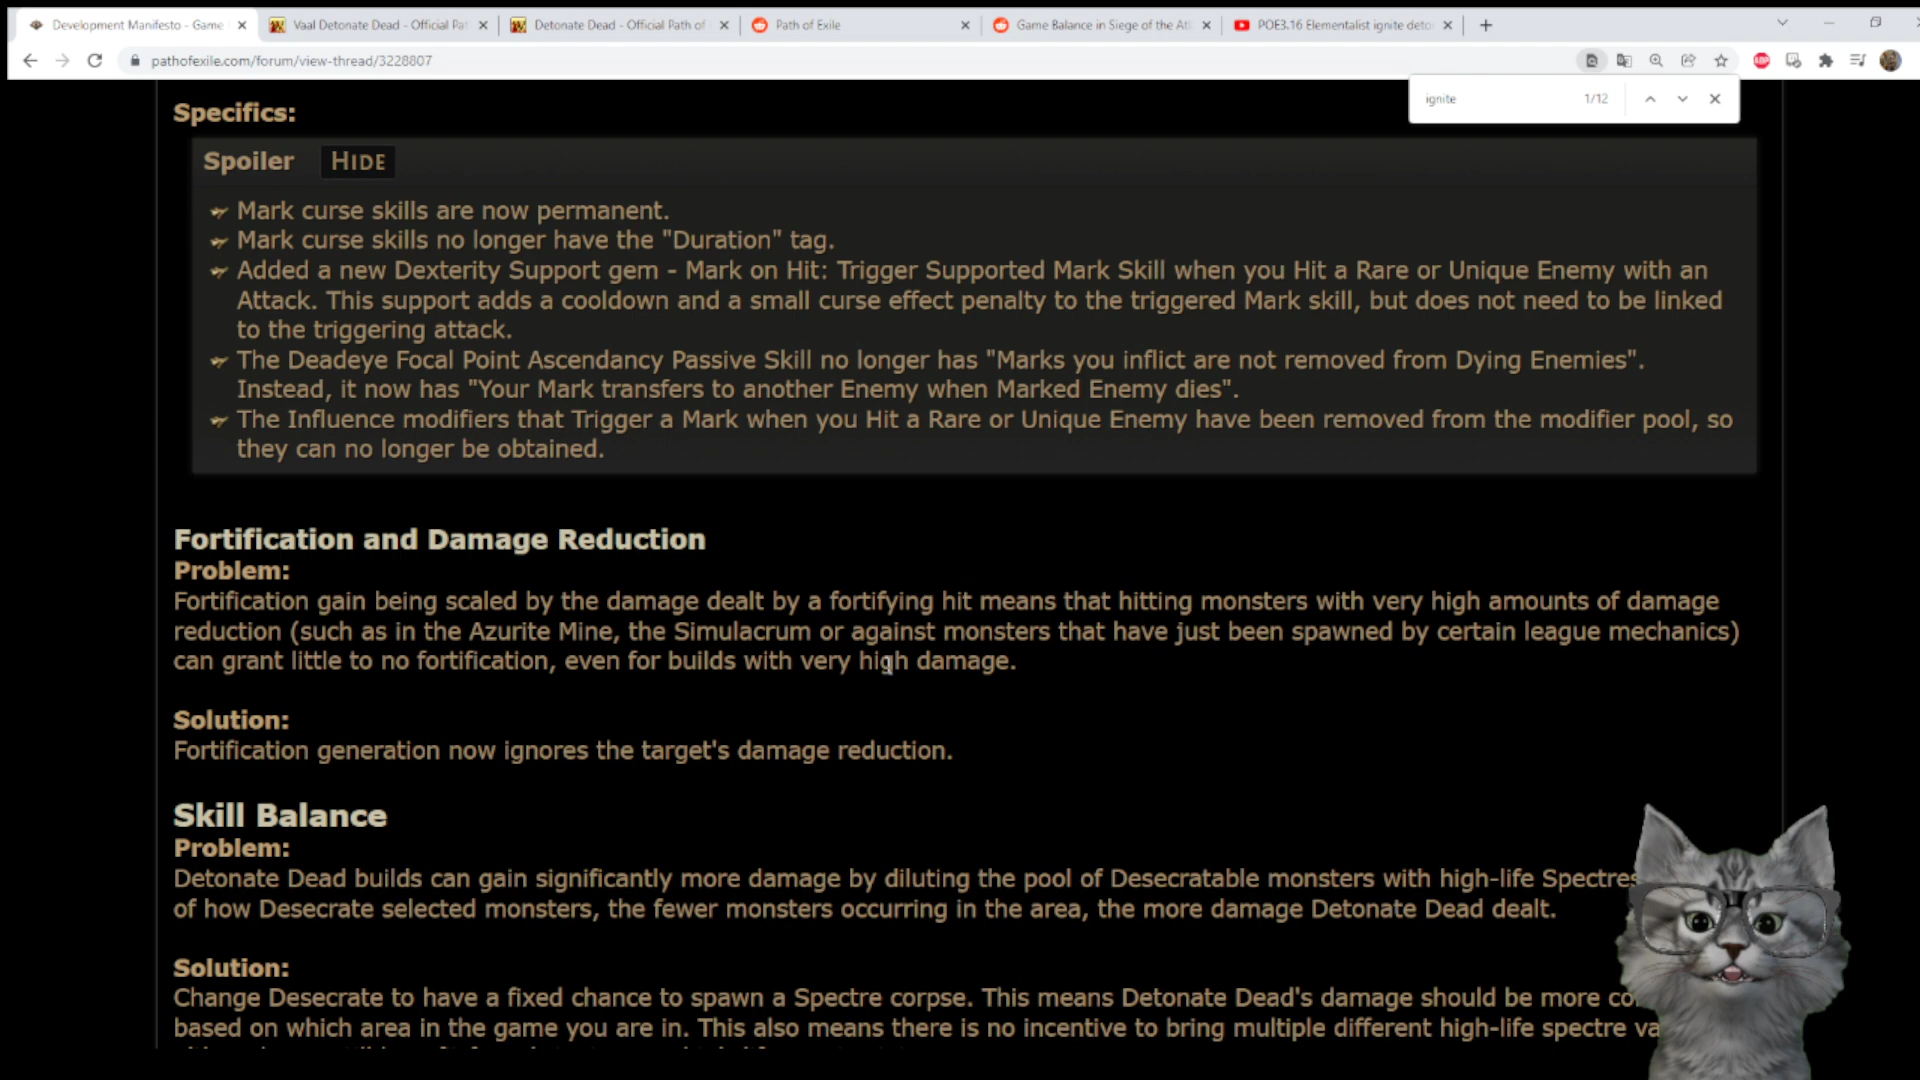 Development Manifesto - Game
Vaal Detonate Dead - Official Pat
Detonate Dead - Official Path of
Path of Exile
Game Balance in Siege of the Atl
POE3.16 Elementalist ignite deto
pathofexile.com/forum/view-thread/3228807
ignite 1/12
Specifics:
Spoiler HIDE
Mark curse skills are now permanent.
Mark curse skills no longer have the "Duration" tag.
Added a new Dexterity Support gem - Mark on Hit: Trigger Supported Mark Skill when you Hit a Rare or Unique Enemy with an
Attack. This support adds a cooldown and a small curse effect penalty to the triggered Mark skill, but does not need to be linked
to the triggering attack.
The Deadeye Focal Point Ascendancy Passive Skill no longer has "Marks you inflict are not removed from Dying Enemies".
Instead, it now has "Your Mark transfers to another Enemy when Marked Enemy dies".
The Influence modifiers that Trigger a Mark when you Hit a Rare or Unique Enemy have been removed from the modifier pool, so
they can no longer be obtained.
Fortification and Damage Reduction
Problem:
Fortification gain being scaled by the damage dealt by a fortifying hit means that hitting monsters with very high amounts of damage
reduction (such as in the Azurite Mine, the Simulacrum or against monsters that have just been spawned by certain league mechanics)
can grant little to no fortification, even for builds with very high damage.
Solution:
Fortification generation now ignores the target's damage reduction.
Skill Balance
Problem:
Detonate Dead builds can gain significantly more damage by diluting the pool of Desecratable monsters with high-life Spectres
of how Desecrate selected monsters, the fewer monsters occurring in the area, the more damage Detonate Dead dealt.
Solution:
Change Desecrate to have a fixed chance to spawn a Spectre corpse. This means Detonate Dead's damage should be more co
based on which area in the game you are in. This also means there is no incentive to bring multiple different high-life spectre va